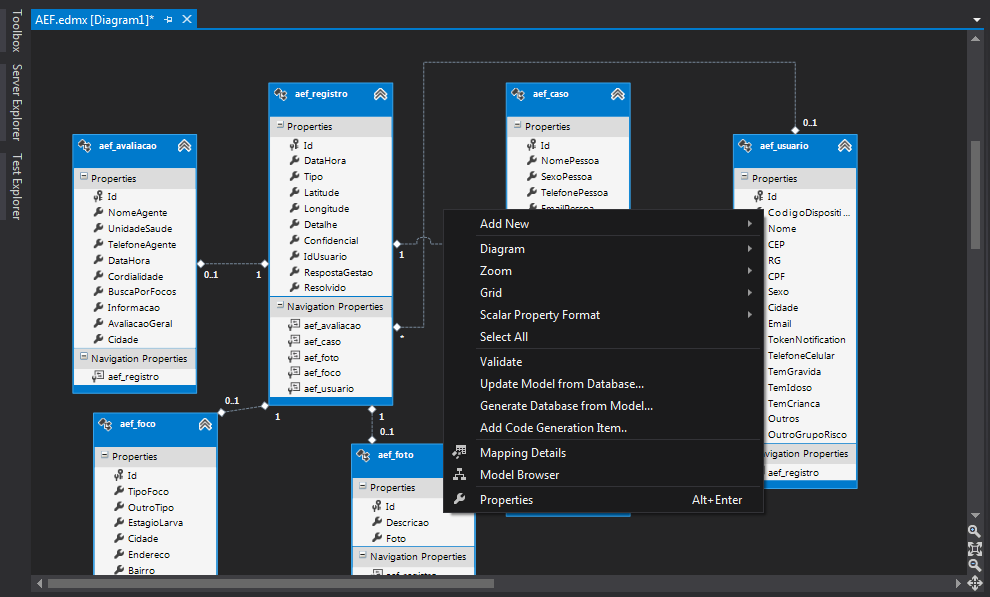 AEF.edmx [Diagram1]*
Toolbox
Server Explorer
Test Explorer
aef_avaliacao
Properties
Id
NomeAgente
UnidadeSaude
TelefoneAgente
DataHora
Cordialidade
BuscaPorFocos
Informacao
AvaliacaoGeral
Cidade
Navigation Properties
aef_registro
0..1
1
aef_registro
Properties
Id
DataHora
Tipo
Latitude
Longitude
Detalhe
Confidencial
IdUsuario
RespostaGestao
Resolvido
Navigation Properties
aef_avaliacao
aef_caso
aef_foto
aef_foco
aef_usuario
1
*
0..1
1
1
0..1
aef_caso
Properties
Id
NomePessoa
SexoPessoa
TelefonePessoa
EmailPessoa
0..1
aef_usuario
Properties
Id
CodigoDispositi...
Nome
CEP
RG
CPF
Sexo
Cidade
Email
TokenNotification
TelefoneCelular
TemGravida
TemIdoso
TemCrianca
Outros
OutroGrupoRisco
vigation Properties
aef_registro
aef_foco
Properties
Id
TipoFoco
OutroTipo
EstagioLarva
Cidade
Endereco
Bairro
aef_foto
Properties
Id
Descricao
Foto
Navigation Properties
aef_registro
Add New
Diagram
Zoom
Grid
Scalar Property Format
Select All
Validate
Update Model from Database...
Generate Database from Model...
Add Code Generation Item..
Mapping Details
Model Browser
Properties Alt+Enter